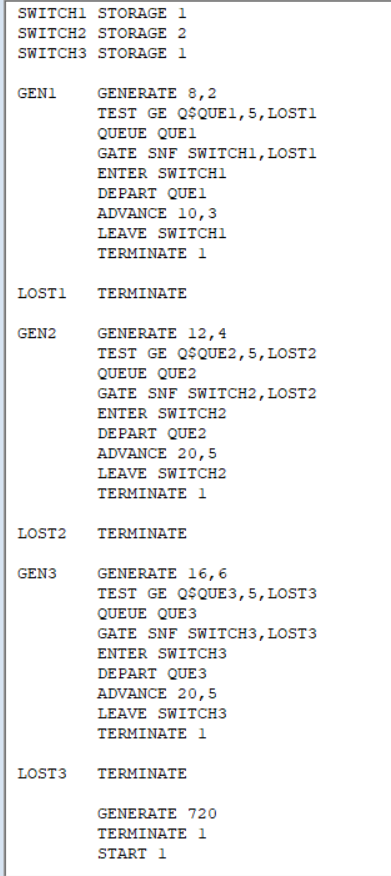 SWITCH1 STORAGE 1
SWITCH2 STORAGE 2
SWITCH3 STORAGE 1
GEN1 GENERATE 8,2
TEST GE Q$QUE1,5,LOST1
QUEUE QUE1
GATE SNF SWITCH1,LOST1
ENTER SWITCH1
DEPART QUE1
ADVANCE 10,3
LEAVE SWITCH1
TERMINATE 1
LOST1 TERMINATE
GEN2 GENERATE 12,4
TEST GE Q$QUE2,5,LOST2
QUEUE QUE2
GATE SNF SWITCH2,LOST2
ENTER SWITCH2
DEPART QUE2
ADVANCE 20,5
LEAVE SWITCH2
TERMINATE 1
LOST2 TERMINATE
GEN3 GENERATE 16,6
TEST GE Q$QUE3,5,LOST3
QUEUE QUE3
GATE SNF SWITCH3,LOST3
ENTER SWITCH3
DEPART QUE3
ADVANCE 20,5
LEAVE SWITCH3
TERMINATE 1
LOST3 TERMINATE
GENERATE 720
TERMINATE 1
START 1